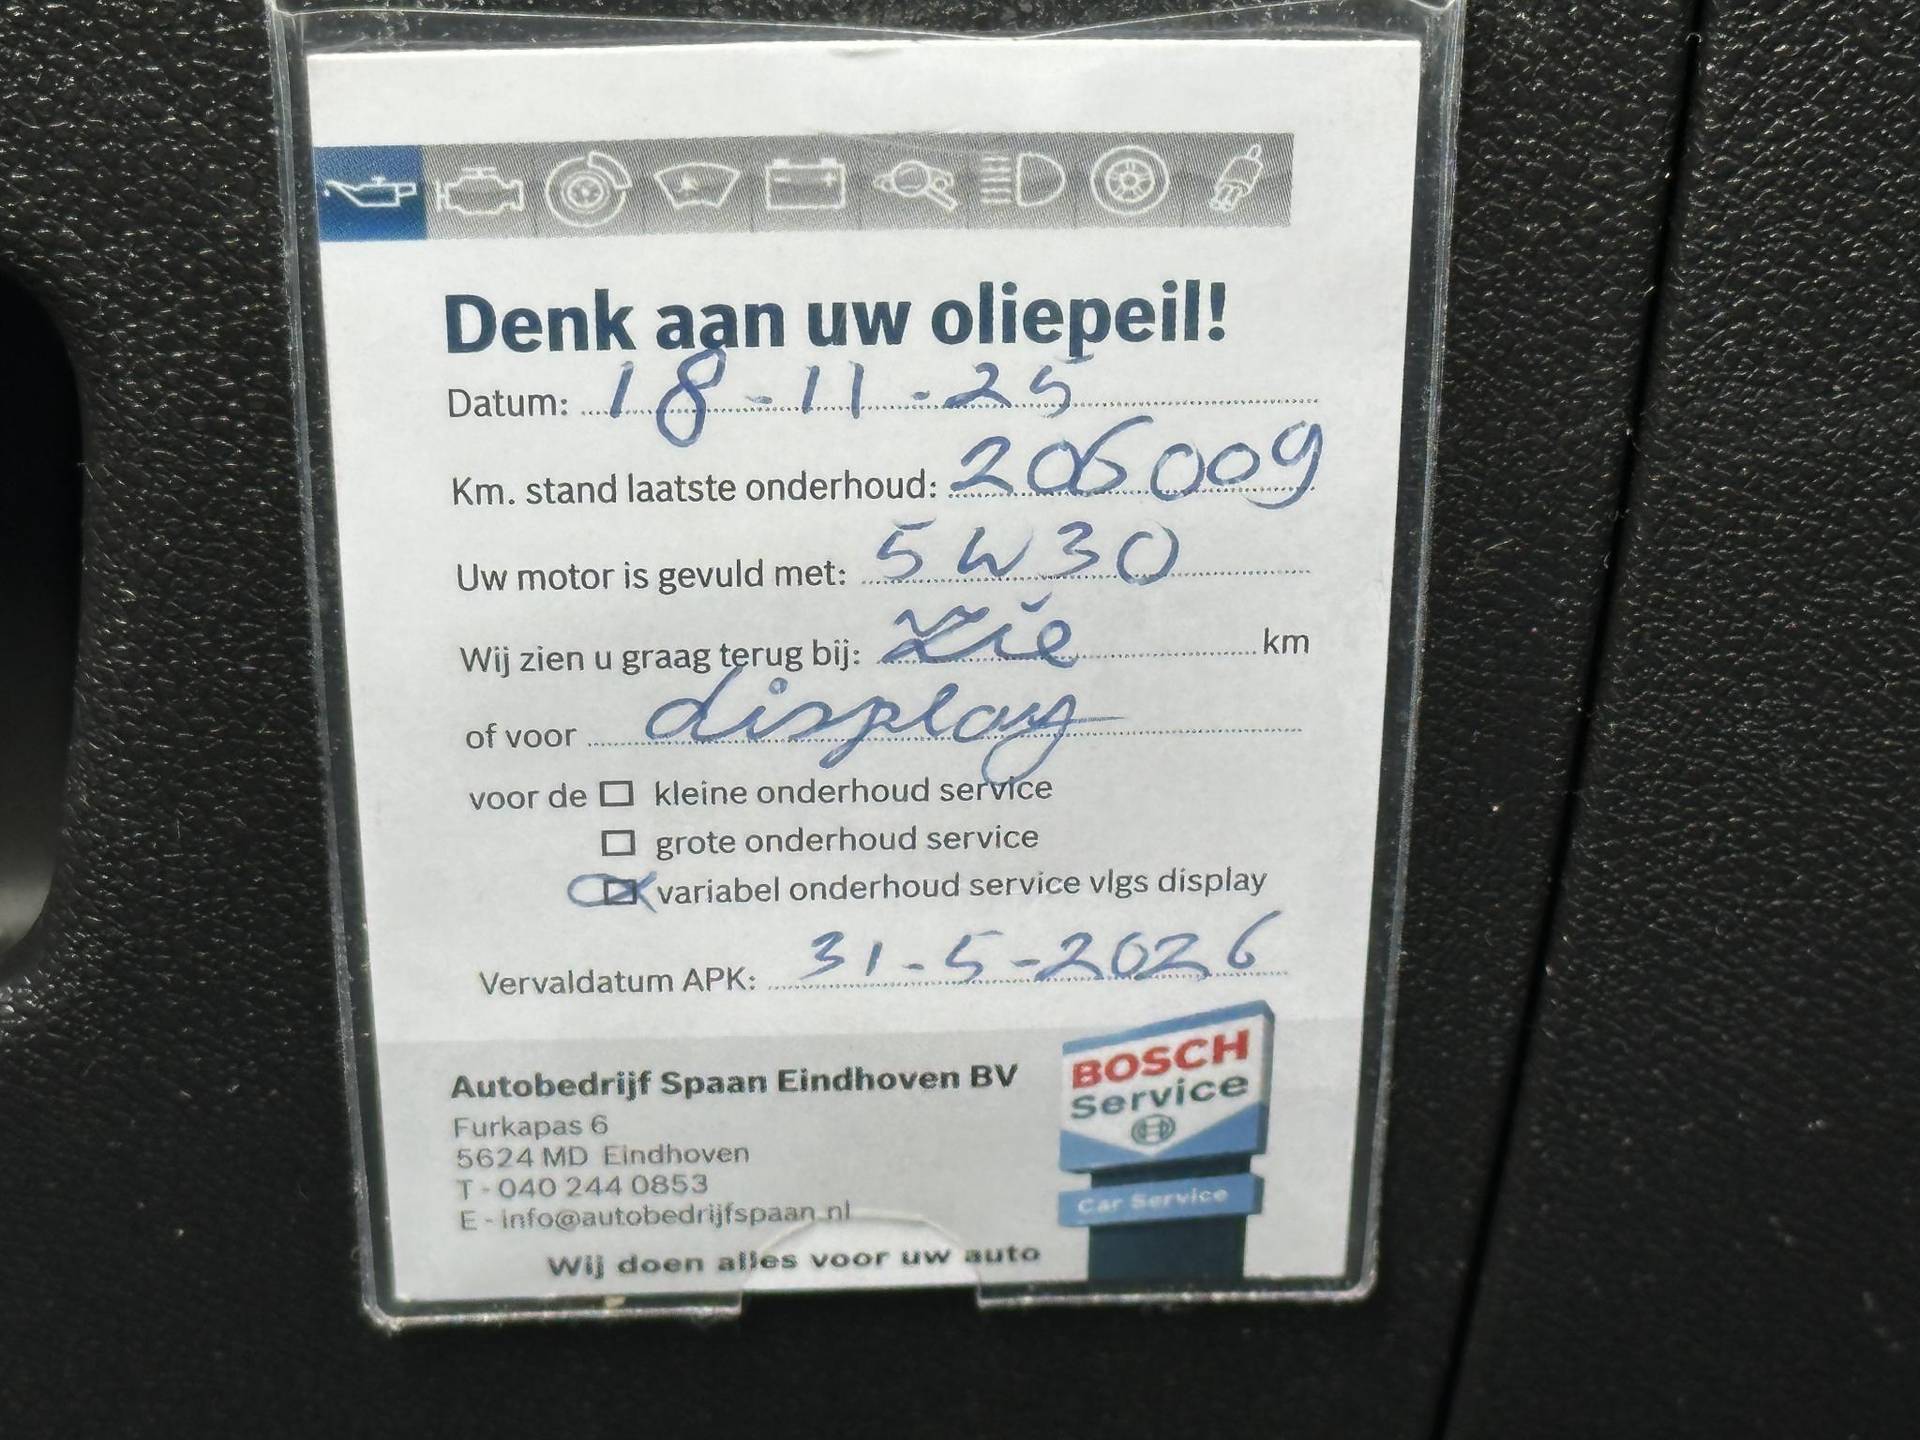 Denk aan uw oliepeil!
Datum: 18-11-25
Km. stand laatste onderhoud: 206009
Uw motor is gevuld met: 5W30
Wij zien u graag terug bij: zie km
of voor display
voor de kleine onderhoud service
grote onderhoud service
variabel onderhoud service vlgs display
Vervaldatum APK: 31-5-2026
Autobedrijf Spaan Eindhoven BV
Furkapas 6
5624 MD Eindhoven
T - 040 244 0853
E - info@autobedrijfspaan.nl
Wij doen alles voor uw auto
BOSCH
Service
Car Service